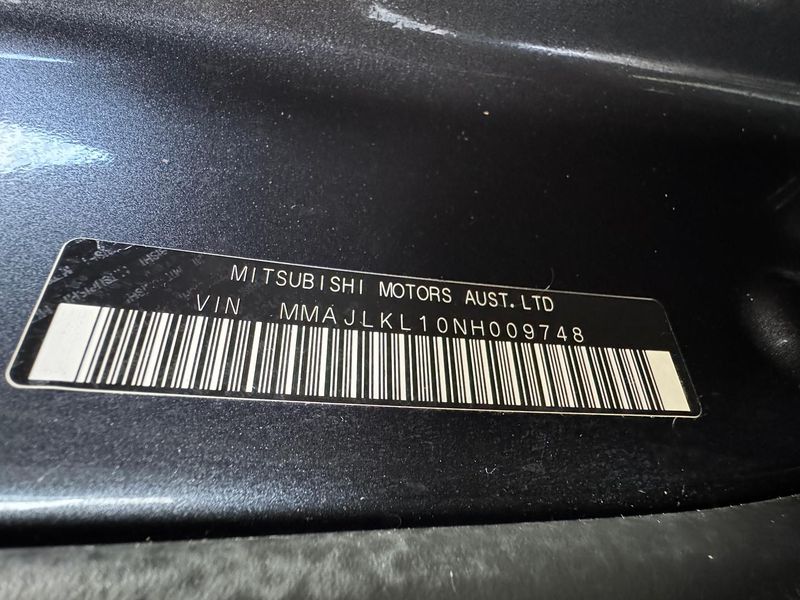 MITSUBISHI MOTORS AUST.LTD
VIN MMAJLKL10NH009748